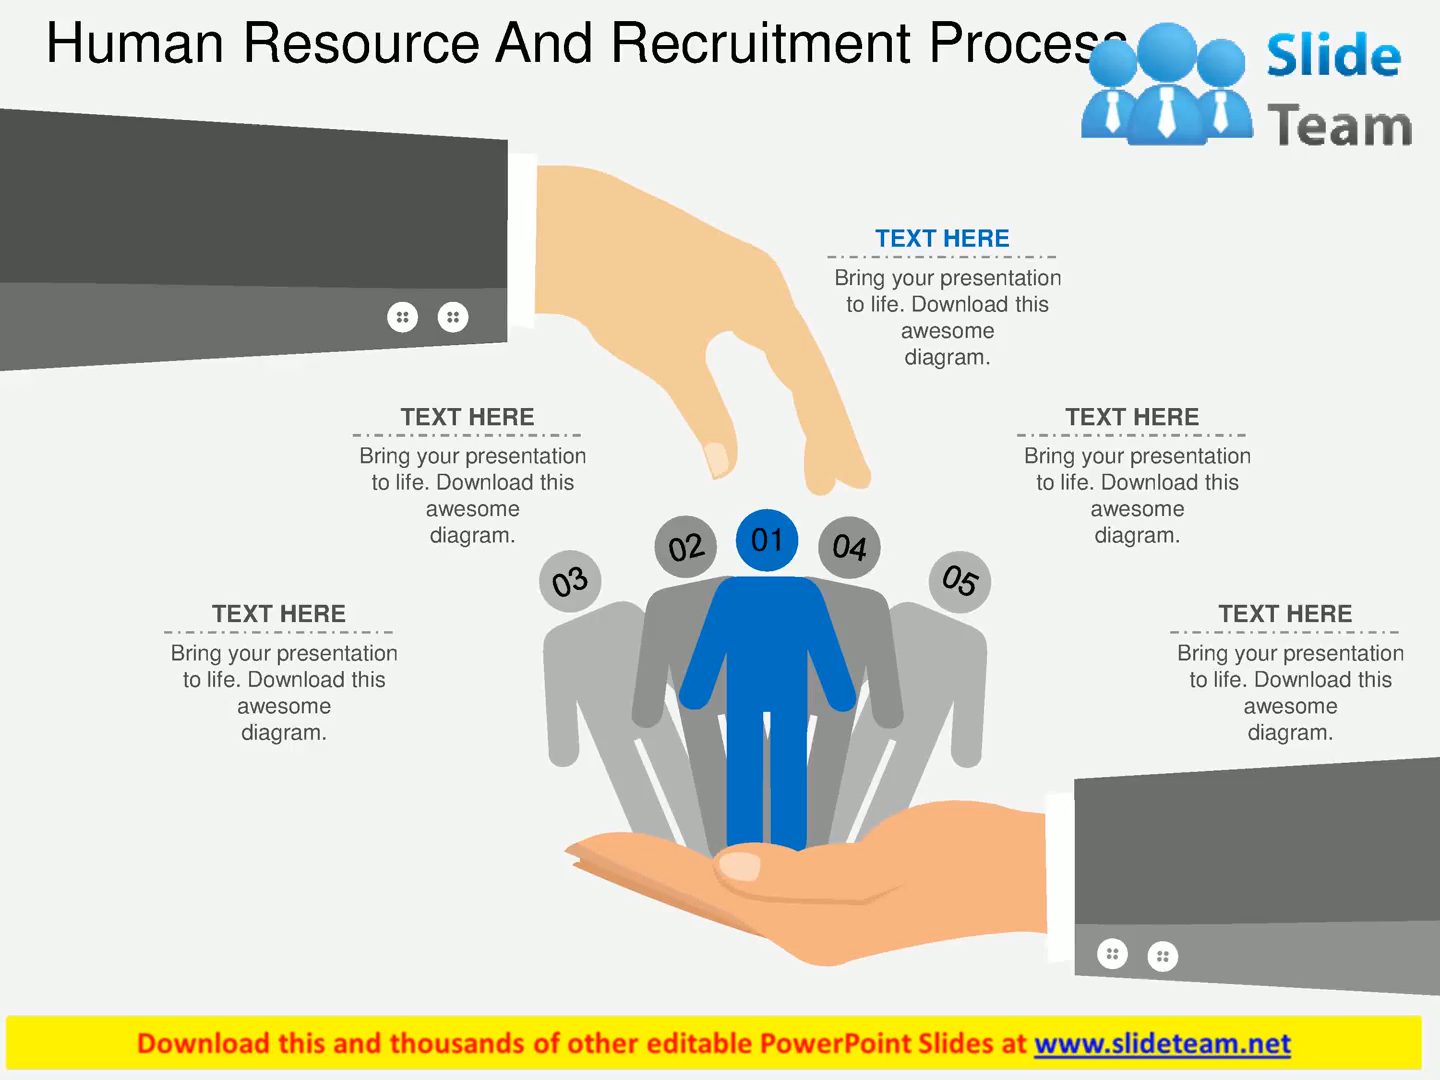 Human Resource And Recruitment Process
Slide
Team
TEXT HERE
Bring your presentation
to life. Download this
awesome
diagram.
TEXT HERE
Bring your presentation
to life. Download this
awesome
diagram.
TEXT HERE
Bring your presentation
to life. Download this
awesome
diagram.
03
02
01
04
05
TEXT HERE
Bring your presentation
to life. Download this
awesome
diagram.
TEXT HERE
Bring your presentation
to life. Download this
awesome
diagram.
Download this and thousands of other editable PowerPoint Slides at www.slideteam.net